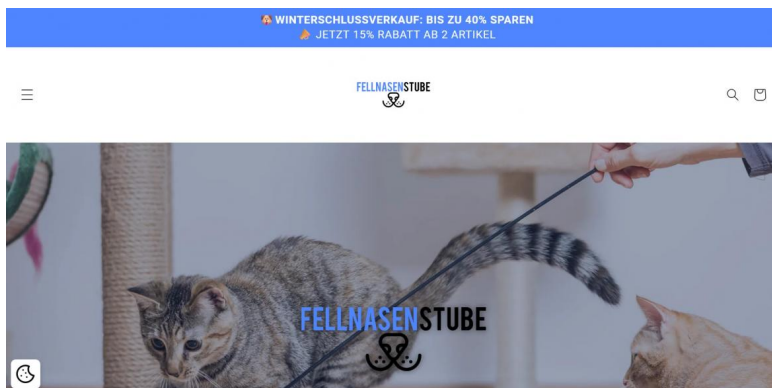 WINTERSCHLUSSVERKAUF: BIS ZU 40% SPAREN
JETZT 15% RABATT AB 2 ARTIKEL
FELLNASENSTUBE
FELLNASENSTUBE